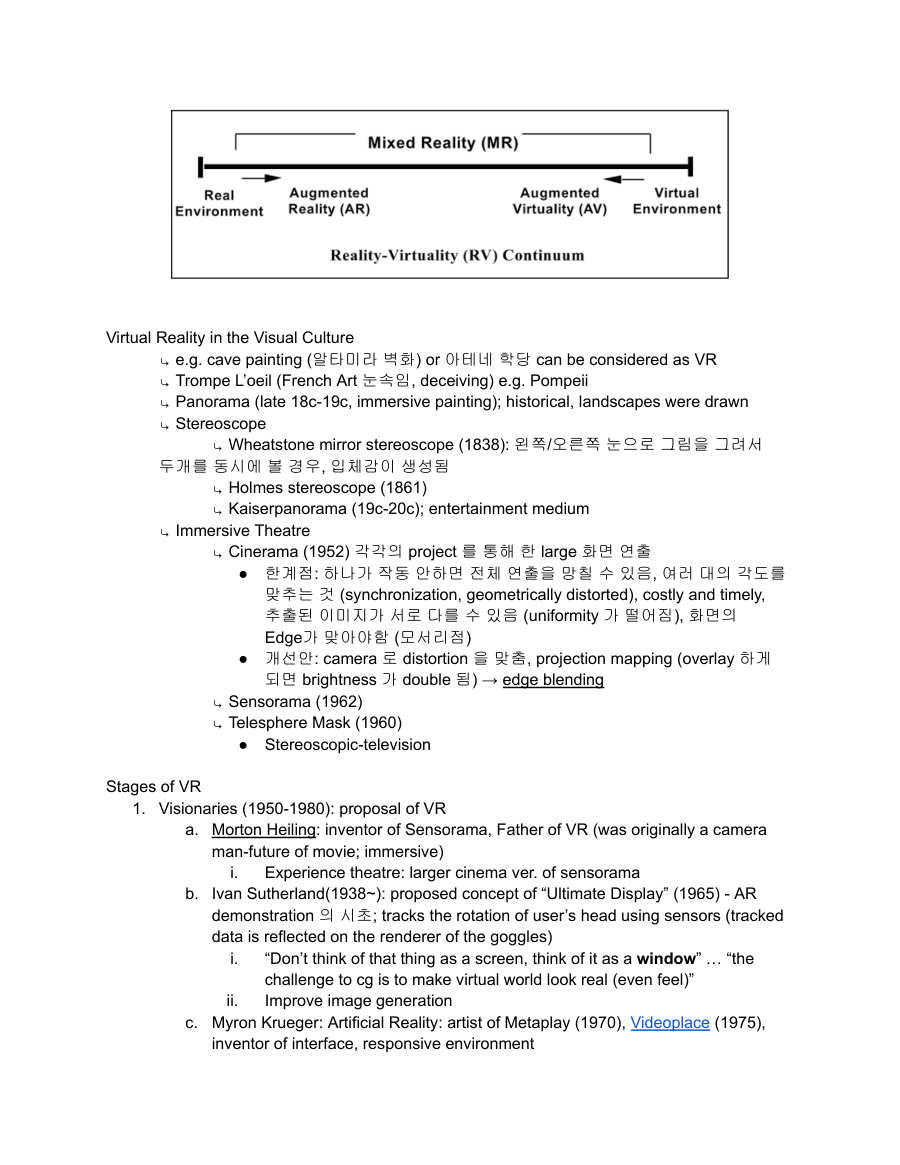 Mixed Reality (MR)
Real Environment
Augmented Reality (AR)
Augmented Virtuality (AV)
Virtual Environment
Reality-Virtuality (RV) Continuum
Virtual Reality in the Visual Culture
↳ e.g. cave painting (알타미라 벽화) or 아테네 학당 can be considered as VR
↳ Trompe L’oeil (French Art 눈속임, deceiving) e.g. Pompeii
↳ Panorama (late 18c-19c, immersive painting); historical, landscapes were drawn
↳ Stereoscope
↳ Wheatstone mirror stereoscope (1838): 왼쪽/오른쪽 눈으로 그림을 그려서
두개를 동시에 볼 경우, 입체감이 생성됨
↳ Holmes stereoscope (1861)
↳ Kaiserpanorama (19c-20c); entertainment medium
↳ Immersive Theatre
↳ Cinerama (1952) 각각의 project 를 통해 한 large 화면 연출
● 한계점: 하나가 작동 안하면 전체 연출을 망칠 수 있음, 여러 대의 각도를
맞추는 것 (synchronization, geometrically distorted), costly and timely,
추출된 이미지가 서로 다를 수 있음 (uniformity 가 떨어짐), 화면의
Edge가 맞아야함 (모서리점)
● 개선안: camera 로 distortion 을 맞춤, projection mapping (overlay 하게
되면 brightness 가 double 됨) → edge blending
↳ Sensorama (1962)
↳ Telesphere Mask (1960)
● Stereoscopic-television
Stages of VR
1. Visionaries (1950-1980): proposal of VR
a. Morton Heiling: inventor of Sensorama, Father of VR (was originally a camera
man-future of movie; immersive)
i. Experience theatre: larger cinema ver. of sensorama
b. Ivan Sutherland(1938~): proposed concept of “Ultimate Display” (1965) - AR
demonstration 의 시초; tracks the rotation of user’s head using sensors (tracked
data is reflected on the renderer of the goggles)
i. “Don’t think of that thing as a screen, think of it as a window” … “the
challenge to cg is to make virtual world look real (even feel)”
ii. Improve image generation
c. Myron Krueger: Artificial Reality: artist of Metaplay (1970), Videoplace (1975),
inventor of interface, responsive environment